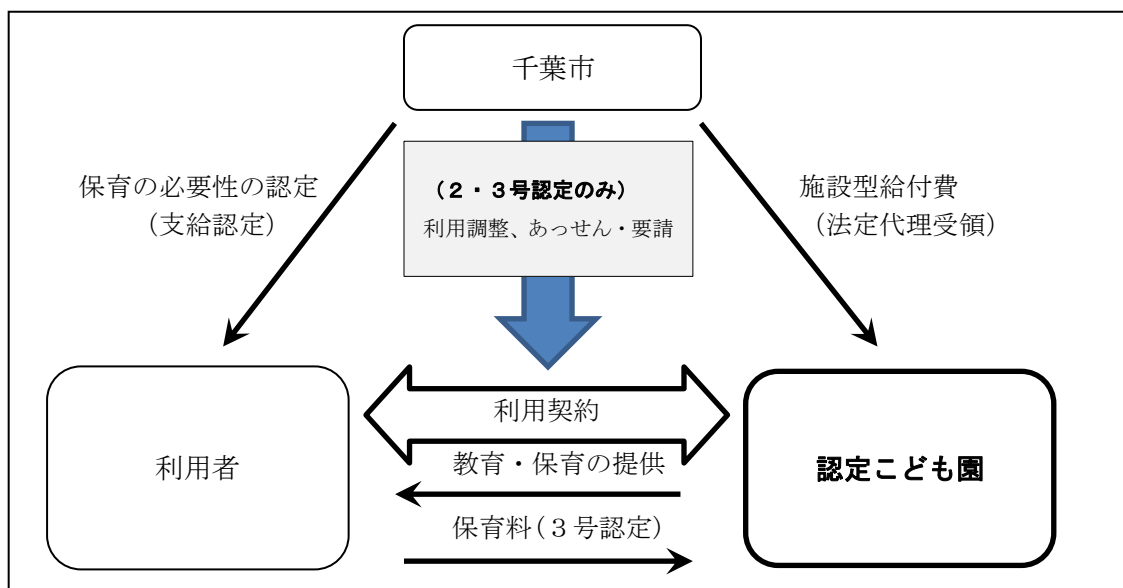 千葉市
保育の必要性の認定
(支給認定)
(2・3号認定のみ)
利用調整、あっせん・要請
施設型給付費
(法定代理受領)
利用者
利用契約
教育・保育の提供
保育料(3号認定)
認定こども園